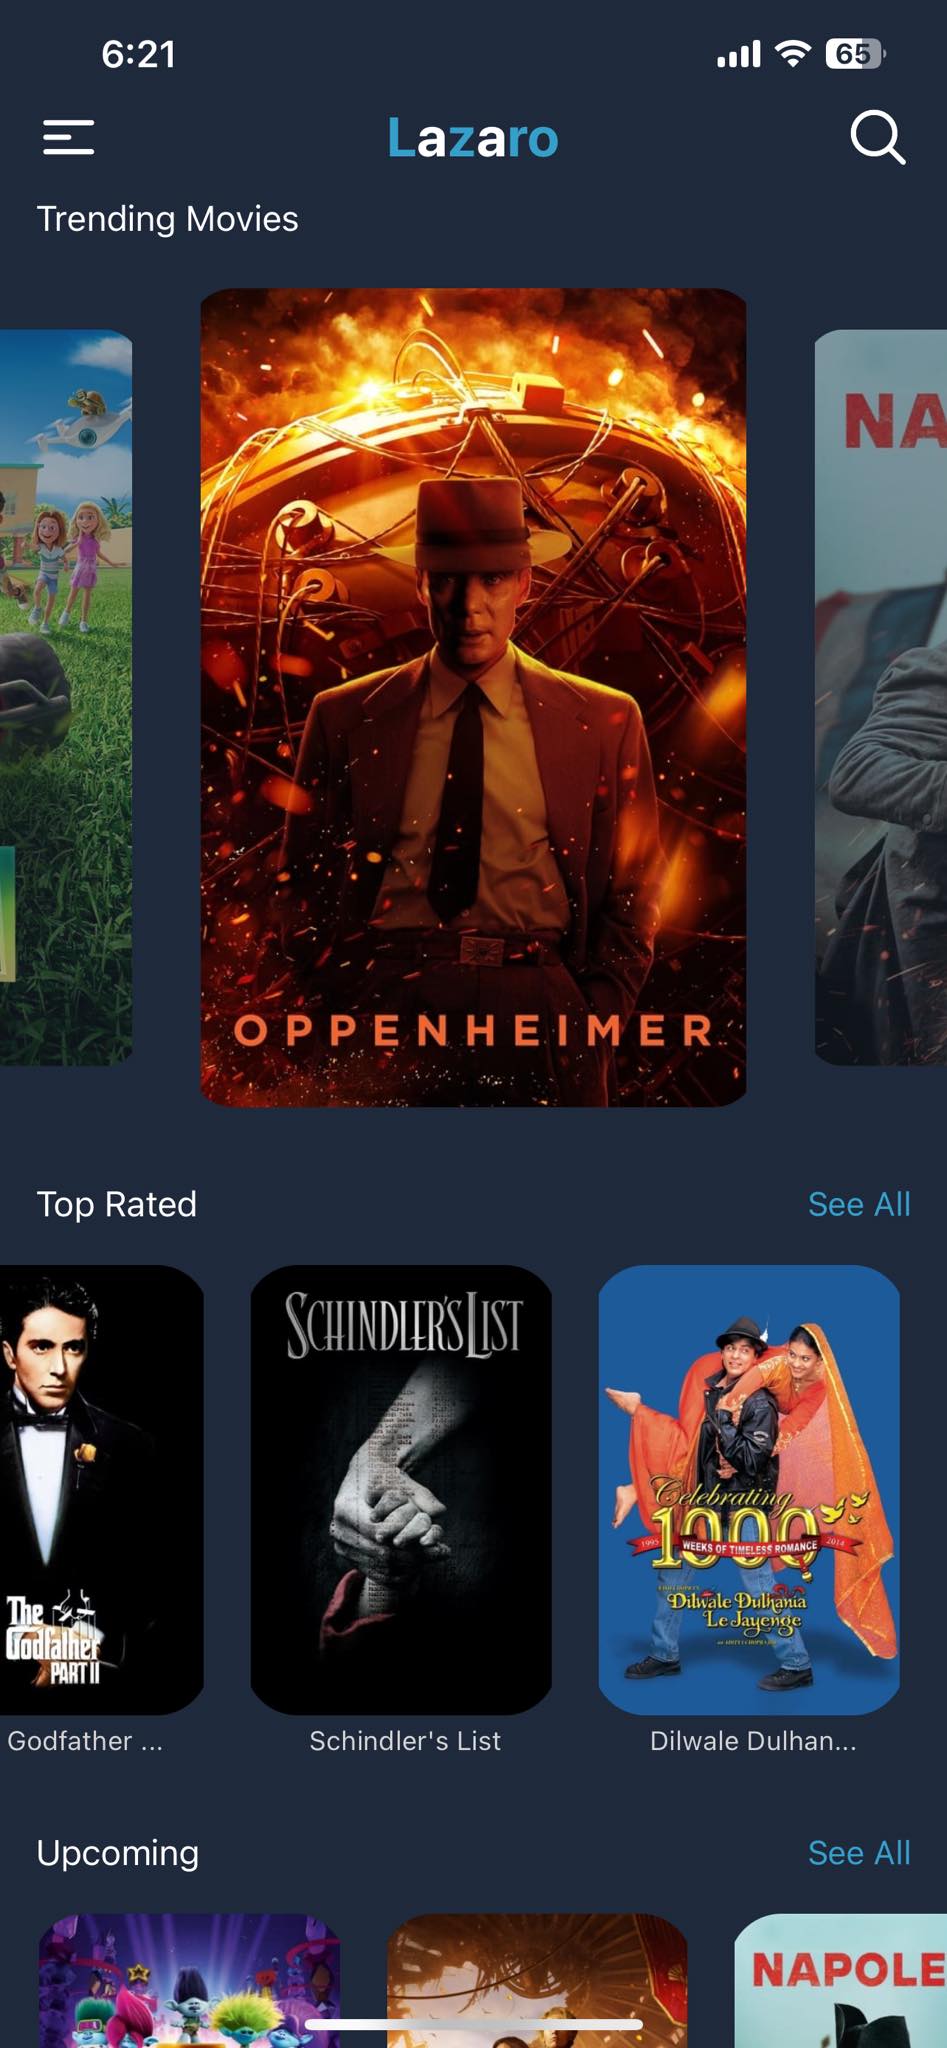 6:21
65
Lazaro
Trending Movies
NA
OPPENHEIMER
Top Rated
See All
The
Godfather
PART II
SCHINDLER'S LIST
Celebrating
1000
1995 WEEKS OF TIMELESS ROMANCE 2014
Dilwale Dulhania
Le Jayenge
Godfather ...
Schindler's List
Dilwale Dulhan...
Upcoming
See All
NAPOLE